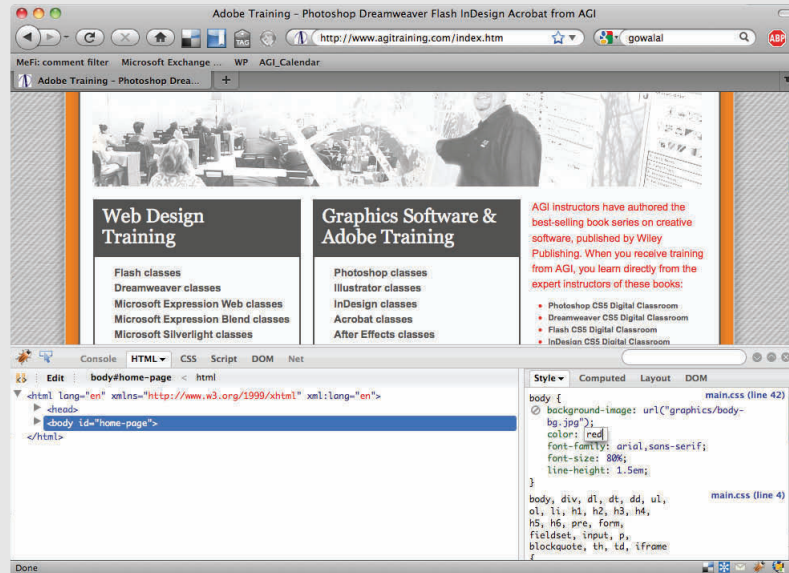 Adobe Training – Photoshop Dreamweaver Flash InDesign Acrobat from AGI
TAG
http://www.agitraining.com/index.htm
gowalal
ABP
MeFi: comment filter Microsoft Exchange ... WP AGI_Calendar
Adobe Training – Photoshop Drea...
+
Web Design
Training
Flash classes
Dreamweaver classes
Microsoft Expression Web classes
Microsoft Expression Blend classes
Microsoft Silverlight classes
Graphics Software &
Adobe Training
Photoshop classes
Illustrator classes
InDesign classes
Acrobat classes
After Effects classes
AGI instructors have authored the
best-selling book series on creative
software, published by Wiley
Publishing. When you receive training
from AGI, you learn directly from the
expert instructors of these books:
Photoshop CS5 Digital Classroom
Dreamweaver CS5 Digital Classroom
Flash CS5 Digital Classroom
InDesign CS5 Digital Classroom
Console HTML CSS Script DOM Net
Edit body#home-page < html
<html lang="en" xmlns="http://www.w3.org/1999/xhtml" xml:lang="en">
<head>
<body id="home-page">
</html>
Style Computed Layout DOM
body { main.css (line 42)
background-image: url("graphics/body-
bg.jpg");
color: red
font-family: arial,sans-serif;
font-size: 80%;
line-height: 1.5em;
}
body, div, dl, dt, dd, ul, main.css (line 4)
ol, li, h1, h2, h3, h4,
h5, h6, pre, form,
fieldset, input, p,
blockquote, th, td, iframe
{
Done